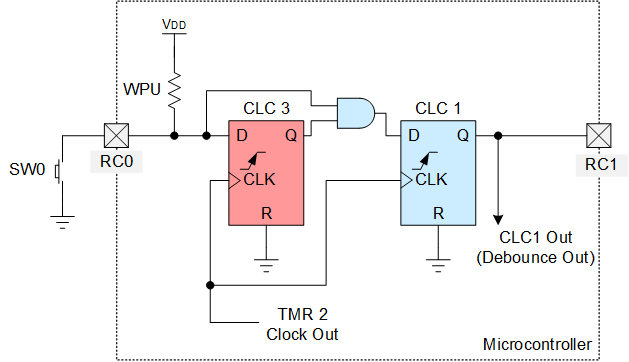 VDD
WPU
CLC 3
CLC 1
D
Q
D
Q
RC0
RC1
SW0
CLK
CLK
R
R
CLC1 Out
(Debounce Out)
TMR 2
Clock Out
Microcontroller